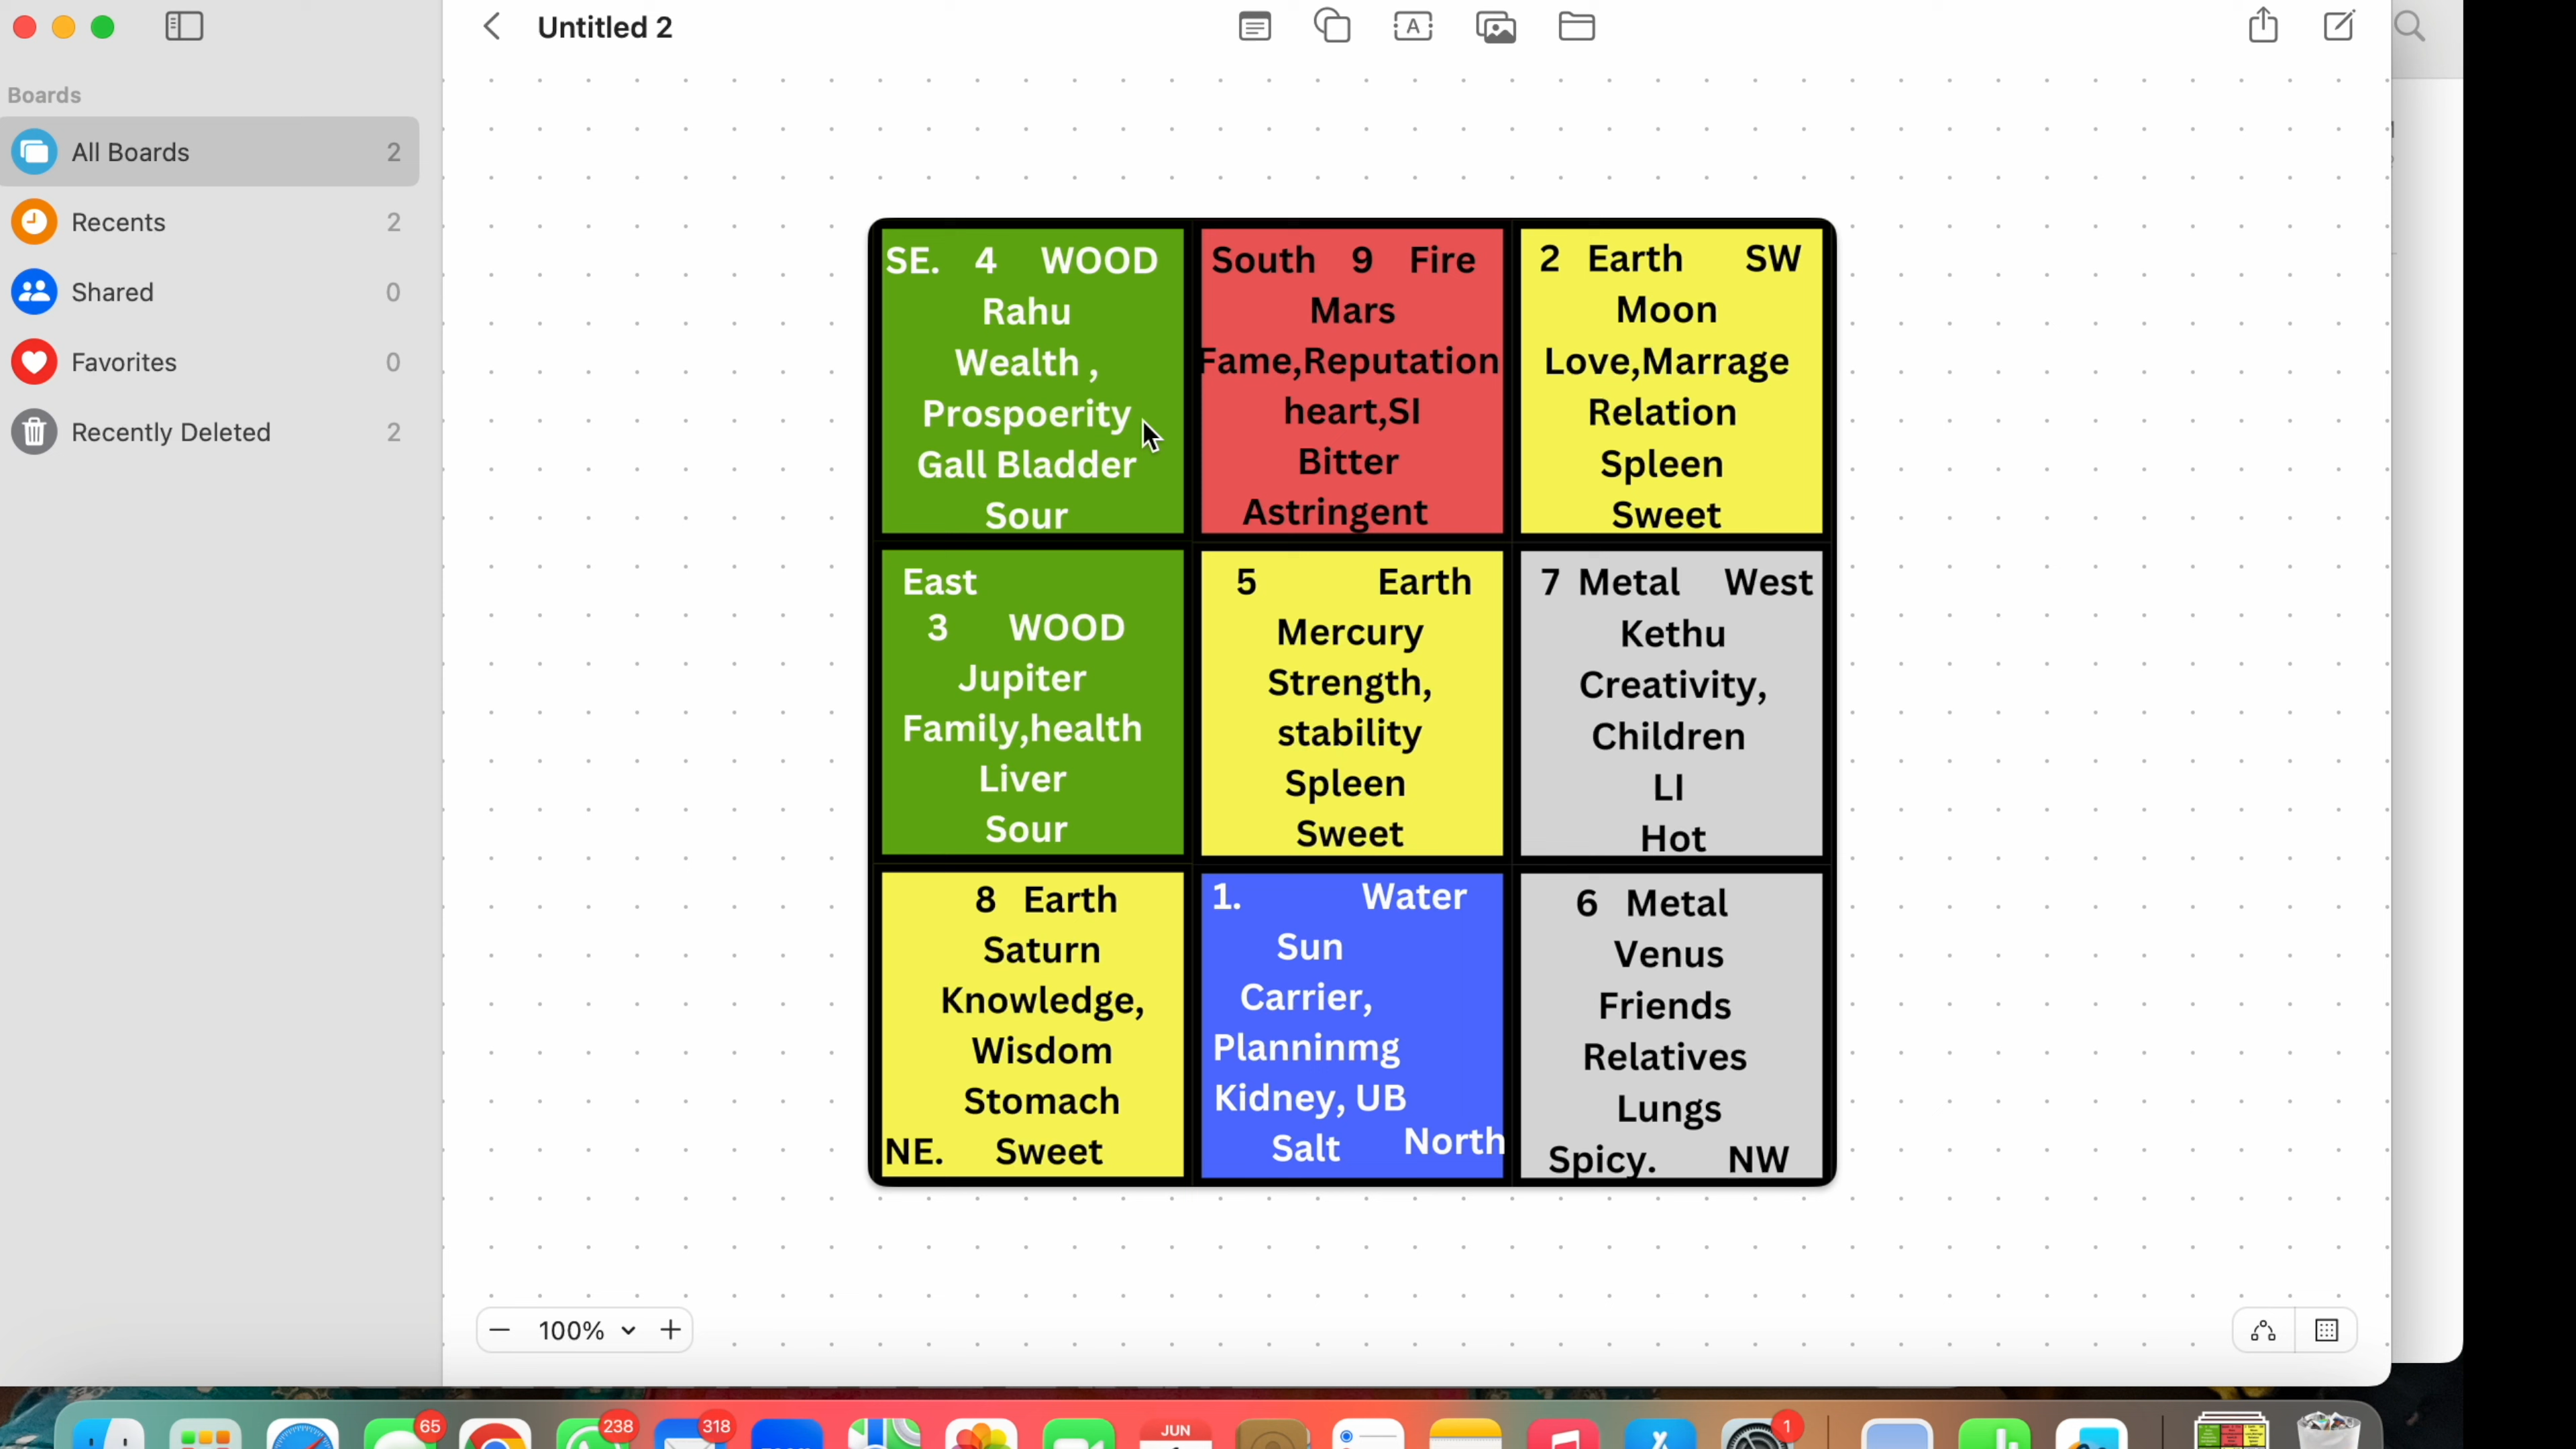 Untitled 2
Boards
All Boards 2
Recents 2
Shared 0
Favorites 0
Recently Deleted 2
SE. 4 WOOD
Rahu
Wealth ,
Prospoerity
Gall Bladder
Sour
South 9 Fire
Mars
Fame,Reputation
heart,SI
Bitter
Astringent
2 Earth SW
Moon
Love,Marrage
Relation
Spleen
Sweet
East
3 WOOD
Jupiter
Family,health
Liver
Sour
5 Earth
Mercury
Strength,
stability
Spleen
Sweet
7 Metal West
Kethu
Creativity,
Children
LI
Hot
8 Earth
Saturn
Knowledge,
Wisdom
Stomach
NE. Sweet
1. Water
Sun
Carrier,
Planninmg
Kidney, UB
Salt North
6 Metal
Venus
Friends
Relatives
Lungs
Spicy. NW
100%
65
238
318
JUN
1